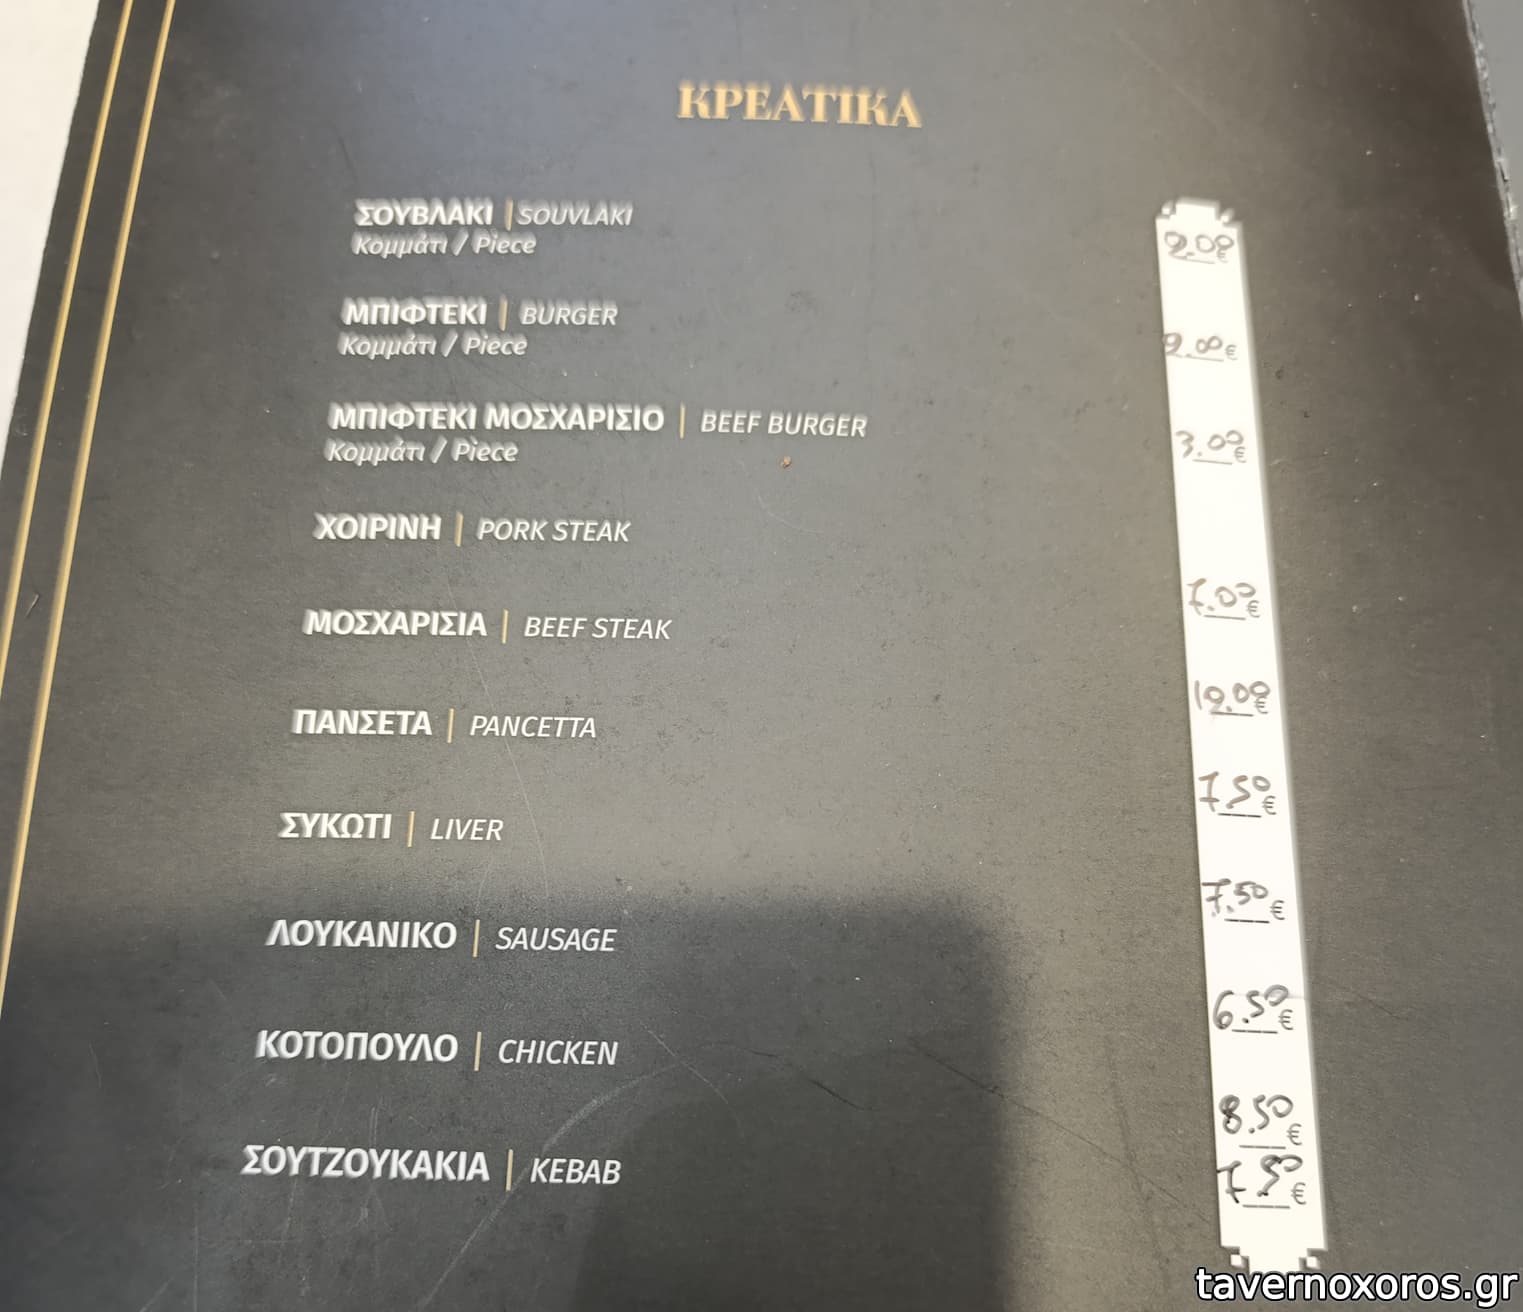 ΚΡΕΑΤΙΚΑ
ΣΟΥΒΛΑΚΙ | SOUVLAKI
Κομμάτι / Piece
2.00€
ΜΠΙΦΤΕΚΙ | BURGER
Κομμάτι / Piece
2.00€
ΜΠΙΦΤΕΚΙ ΜΟΣΧΑΡΙΣΙΟ | BEEF BURGER
Κομμάτι / Piece
3.00€
ΧΟΙΡΙΝΗ | PORK STEAK
7.00€
ΜΟΣΧΑΡΙΣΙΑ | BEEF STEAK
12.00€
ΠΑΝΣΕΤΑ | PANCETTA
7.50€
ΣΥΚΩΤΙ | LIVER
7.50€
ΛΟΥΚΑΝΙΚΟ | SAUSAGE
6.50€
ΚΟΤΟΠΟΥΛΟ | CHICKEN
8.50€
ΣΟΥΤΖΟΥΚΑΚΙΑ | KEBAB
7.50€
tavernoxoros.gr